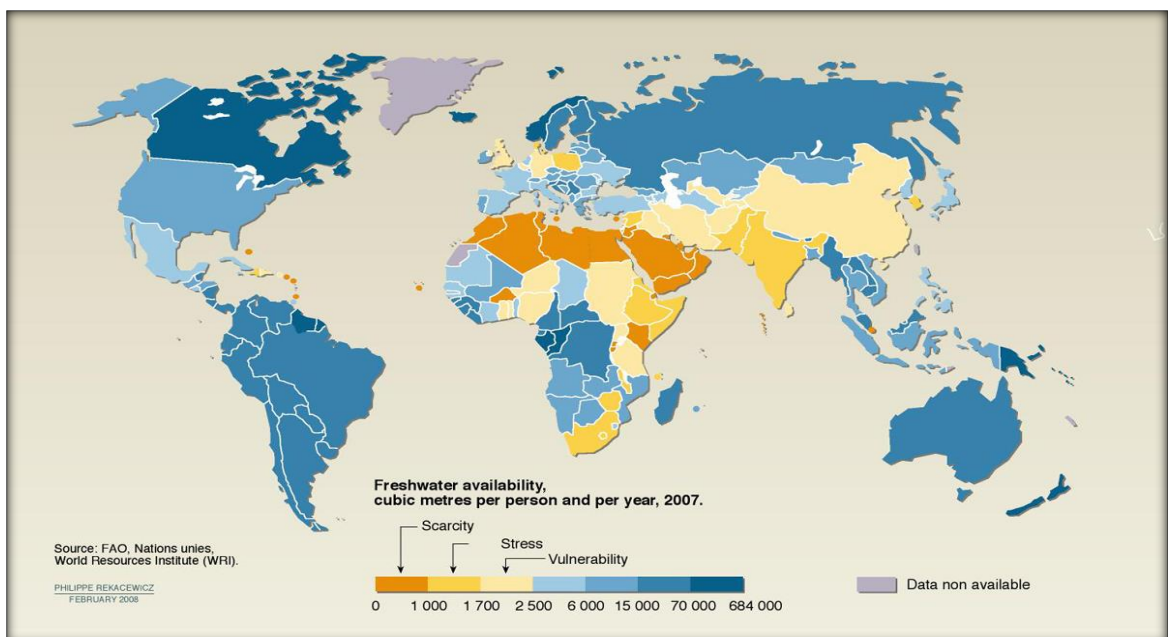 Freshwater availability,
cubic metres per person and per year, 2007.
Scarcity
Stress
Vulnerability
0 1 000 1 700 2 500 6 000 15 000 70 000 684 000
Data non available
Source: FAO, Nations unies,
World Resources Institute (WRI).
PHILIPPE REKACEWICZ
FEBRUARY 2008